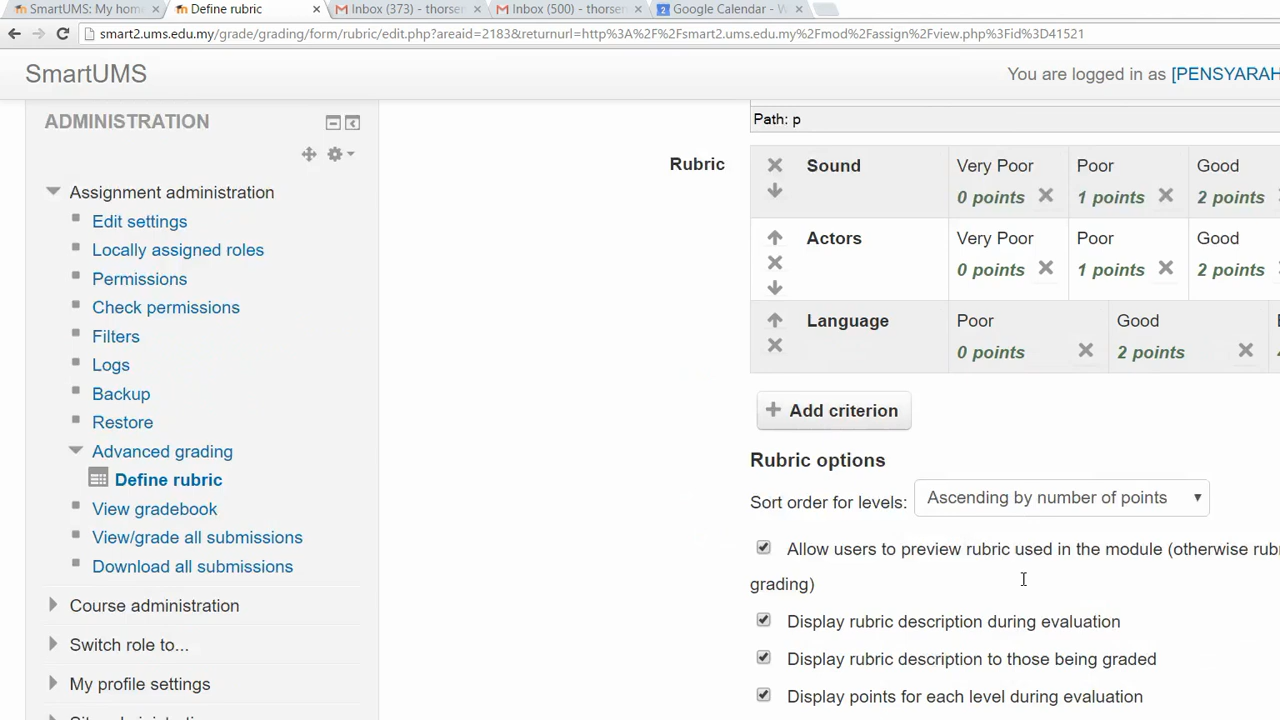 SmartUMS: My hom
Define rubric
Inbox (373) - thorsen
Inbox (500) - thorsen
Google Calendar - W
smart2.ums.edu.my/grade/grading/form/rubric/edit.php?areaid=2183&returnurl=http%3A%2F%2Fsmart2.ums.edu.my%2Fmod%2Fassign%2Fview.php%3Fid%3D41521
SmartUMS
You are logged in as [PENSYARAH
ADMINISTRATION
Path: p
Rubric
Sound
Very Poor
Poor
Good
0 points
1 points
2 points
Actors
Very Poor
Poor
Good
0 points
1 points
2 points
Language
Poor
Good
0 points
2 points
Add criterion
Rubric options
Sort order for levels:
Ascending by number of points
Allow users to preview rubric used in the module (otherwise rubr
grading)
Display rubric description during evaluation
Display rubric description to those being graded
Display points for each level during evaluation
Assignment administration
Edit settings
Locally assigned roles
Permissions
Check permissions
Filters
Logs
Backup
Restore
Advanced grading
Define rubric
View gradebook
View/grade all submissions
Download all submissions
Course administration
Switch role to...
My profile settings